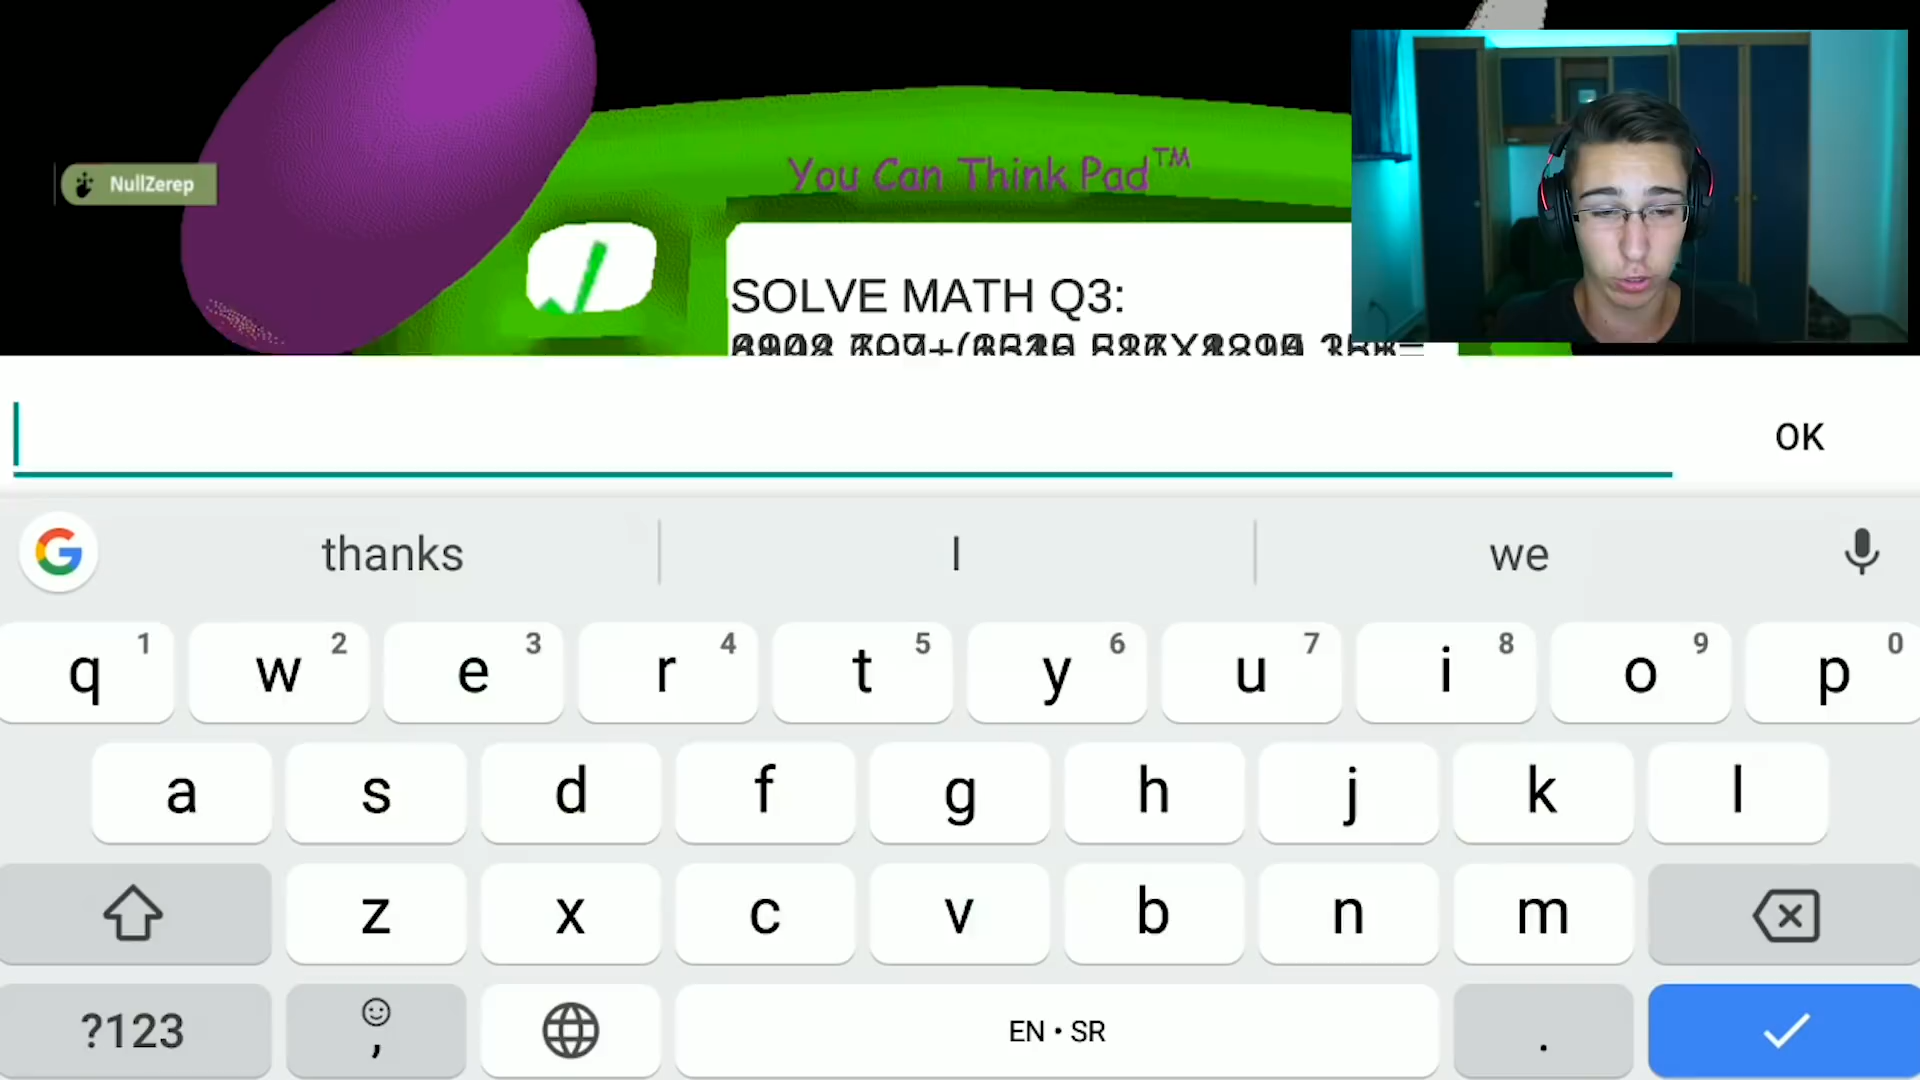 NullZerep
You Can Think Pad™
SOLVE MATH Q3:
OK
thanks
I
we
q 1 w 2 e 3 r 4 t 5 y 6 u 7 i 8 o 9 p 0
a s d f g h j k l
z x c v b n m
?123 , EN • SR .